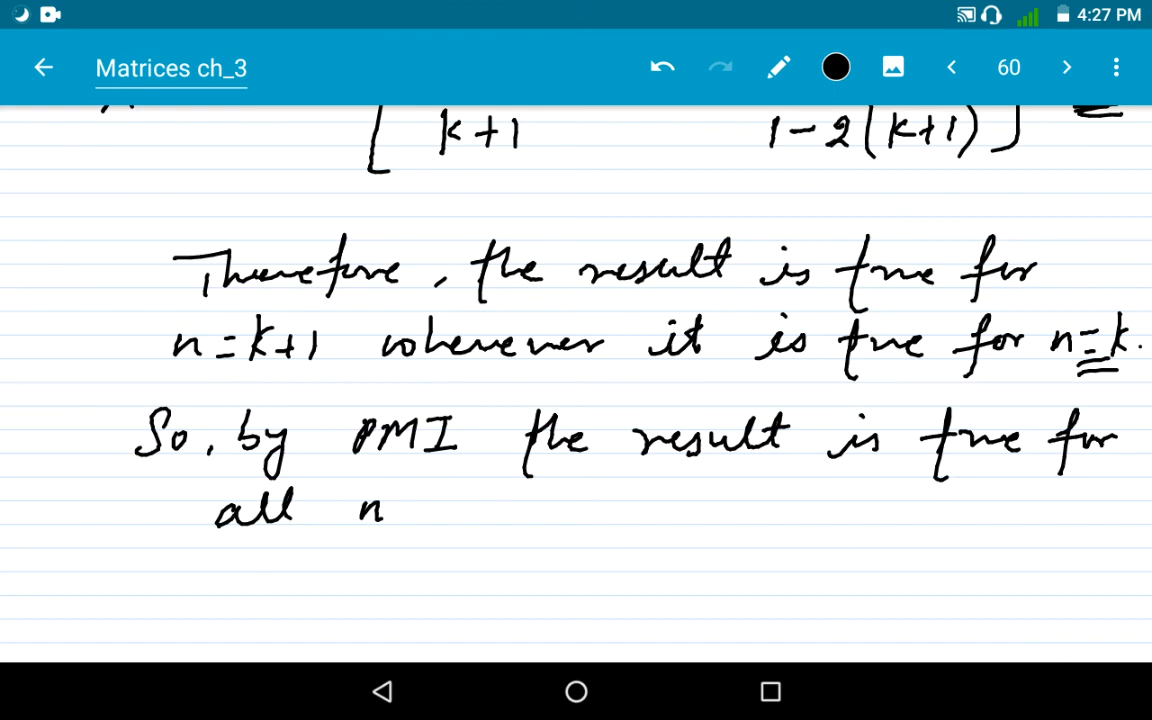 4:27 PM
Matrices ch_3 60
k+1 1-2(k+1)
Therefore, the result is true for
n=k+1 whenever it is true for n=k.
So, by PMI the result is true for
all n